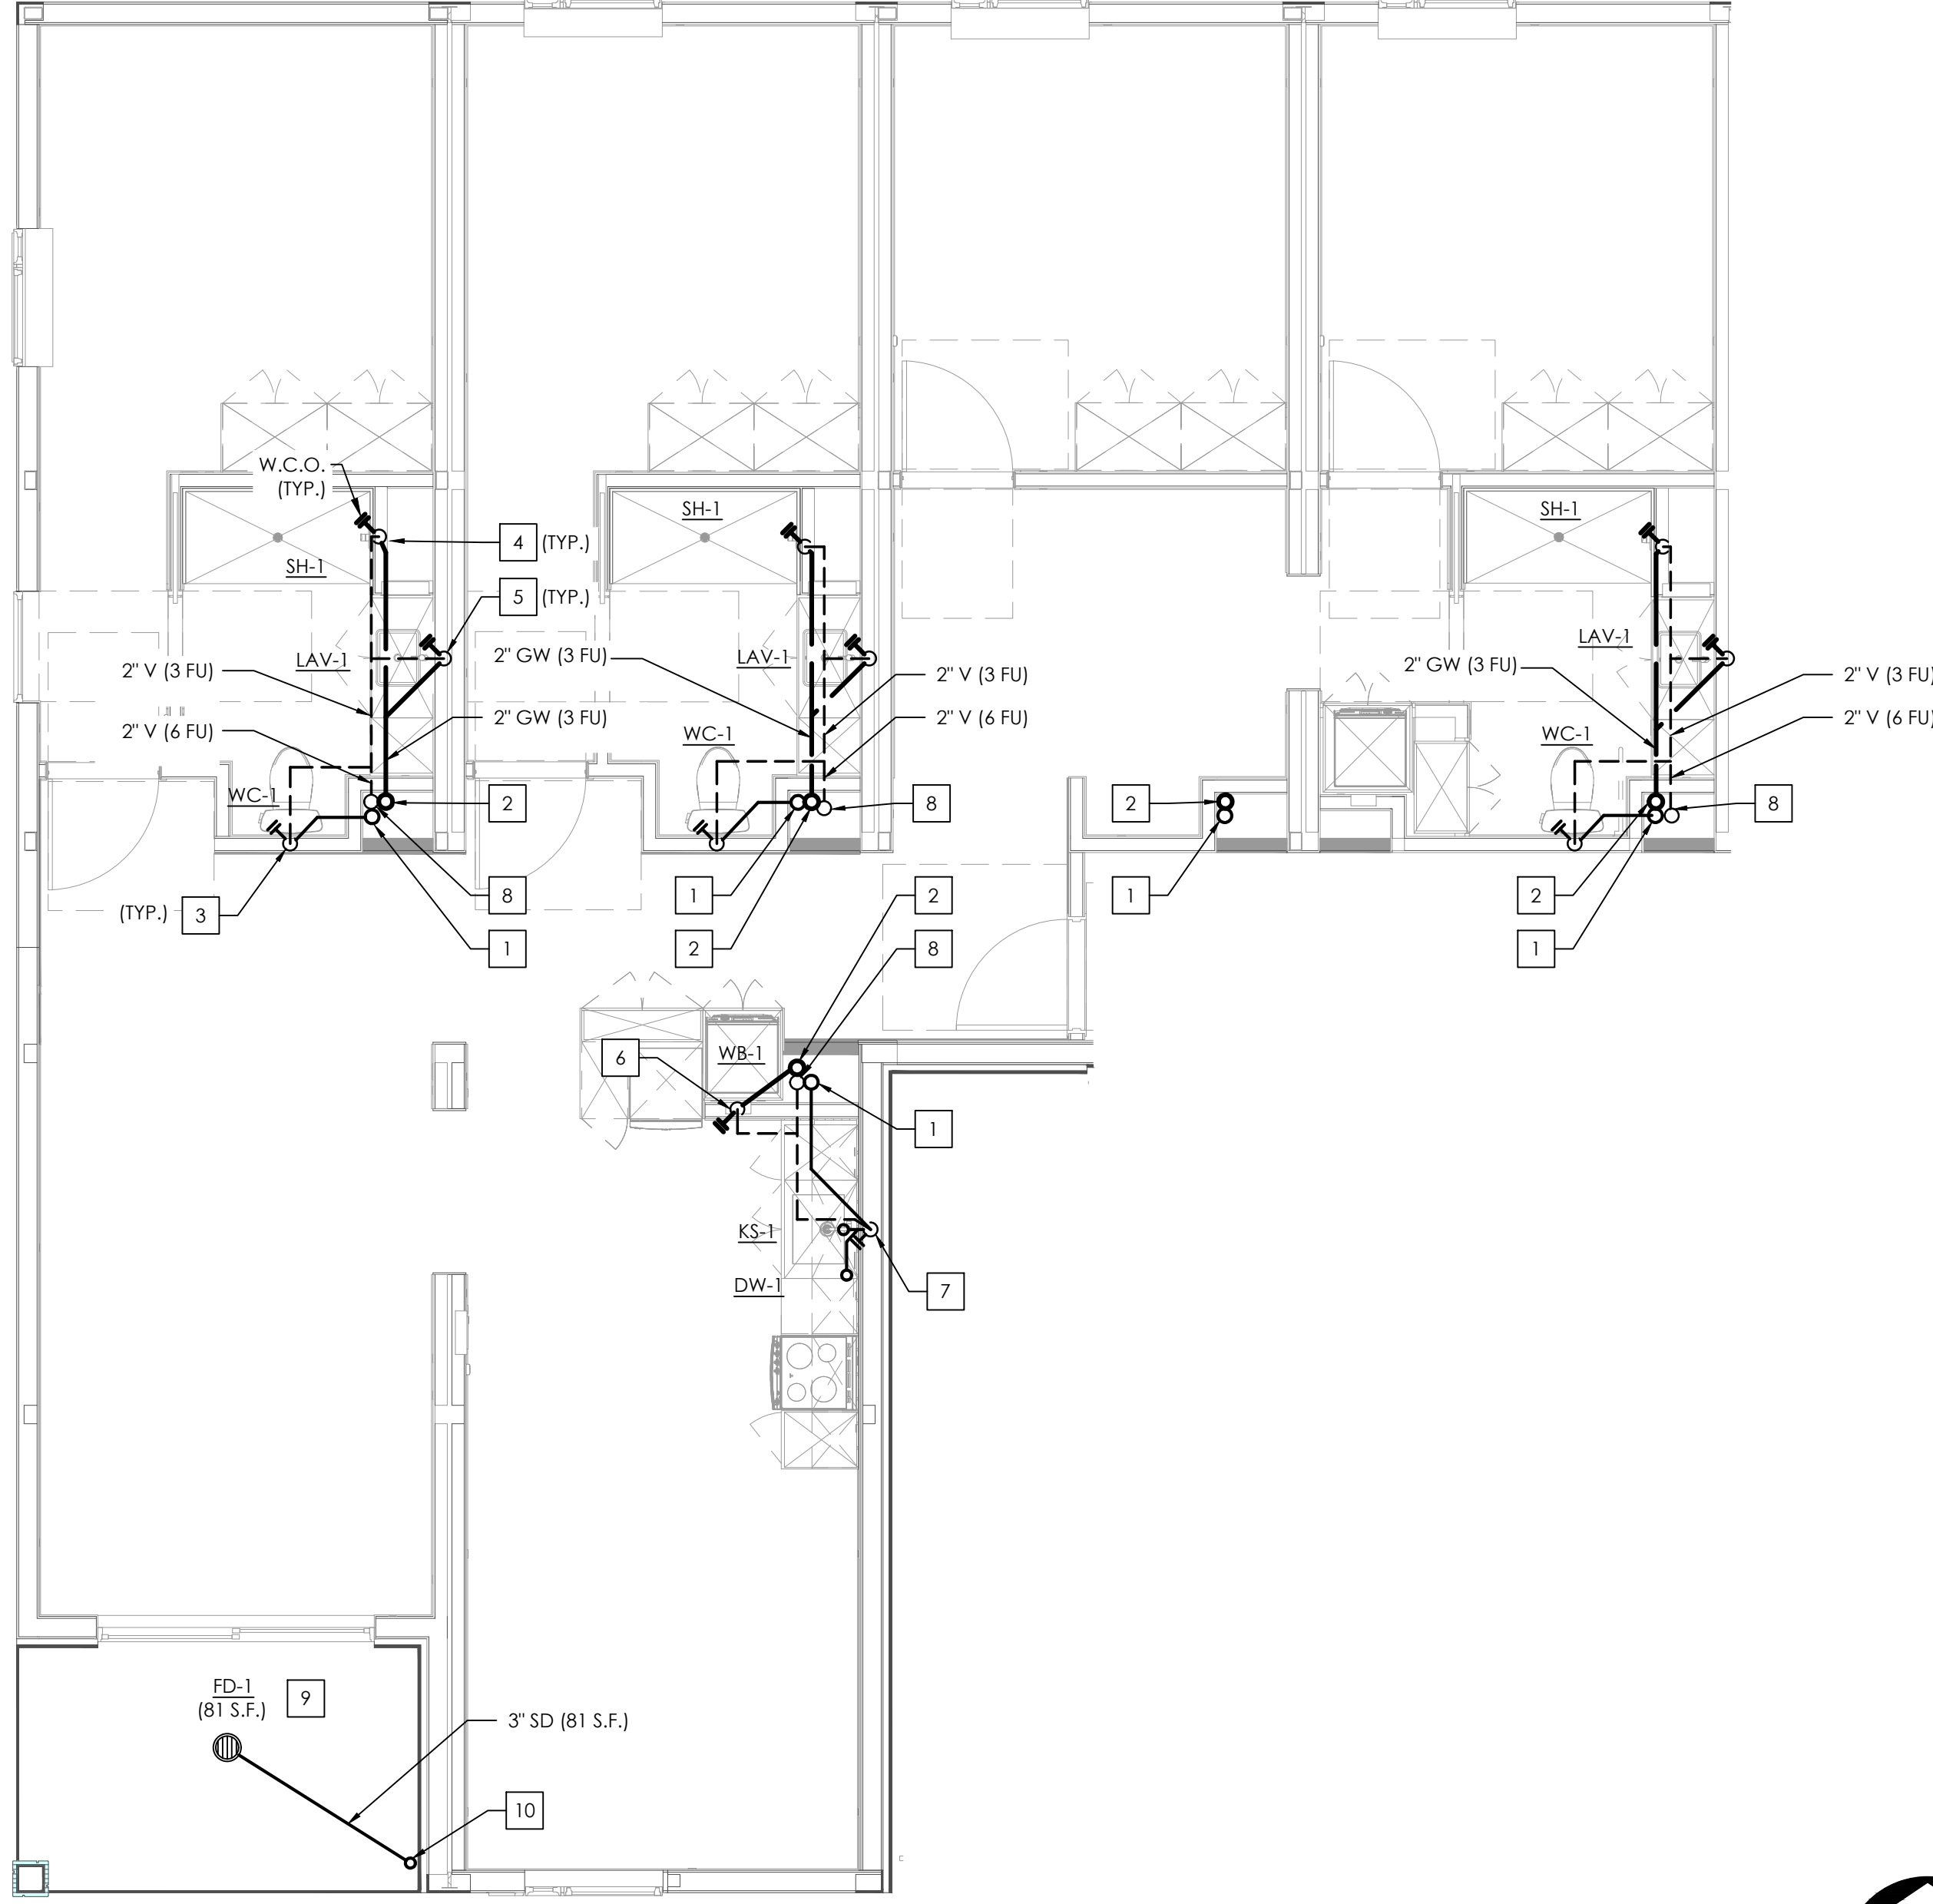 W.C.O.
(TYP.)
SH-1
SH-1
SH-1
4 (TYP.)
5 (TYP.)
LAV-1
LAV-1
LAV-1
2" V (3 FU)
2" GW (3 FU)
2" V (3 FU)
2" GW (3 FU)
2" V (3 FU)
2" V (6 FU)
2" GW (3 FU)
2" V (6 FU)
2" V (6 FU)
WC-1
WC-1
WC-1
2
8
2
8
8
1
2
1
2
(TYP.) 3
1
2
8
1
6
WB-1
1
KS-1
DW-1
7
FD-1
(81 S.F.)
9
3" SD (81 S.F.)
10